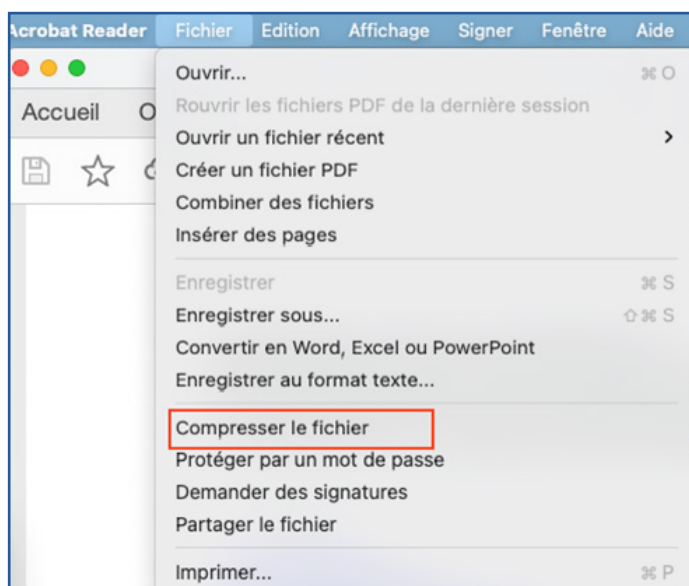 Acrobat Reader Fichier Edition Affichage Signer Fenêtre Aide
Ouvrir... ⌘ O
Accueil O
Rouvrir les fichiers PDF de la dernière session
Ouvrir un fichier récent >
Créer un fichier PDF
Combiner des fichiers
Insérer des pages
Enregistrer ⌘ S
Enregistrer sous... ⇧ ⌘ S
Convertir en Word, Excel ou PowerPoint
Enregistrer au format texte...
Compresser le fichier
Protéger par un mot de passe
Demander des signatures
Partager le fichier
Imprimer... ⌘ P